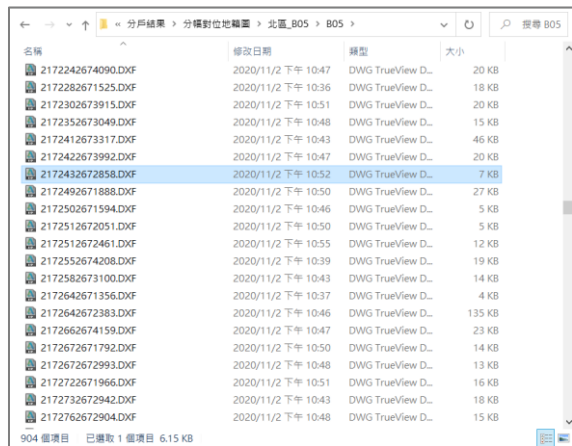 « 分戶結果 › 分幅對位地籍圖 › 北區_B05 › B05 ›
搜尋 B05
名稱 修改日期 類型 大小
2172242674090.DXF 2020/11/2 下午 10:47 DWG TrueView D... 20 KB
2172282671525.DXF 2020/11/2 下午 10:36 DWG TrueView D... 18 KB
2172302673915.DXF 2020/11/2 下午 10:51 DWG TrueView D... 20 KB
2172352673049.DXF 2020/11/2 下午 10:48 DWG TrueView D... 15 KB
2172412673317.DXF 2020/11/2 下午 10:43 DWG TrueView D... 46 KB
2172422673992.DXF 2020/11/2 下午 10:47 DWG TrueView D... 20 KB
2172432672858.DXF 2020/11/2 下午 10:52 DWG TrueView D... 7 KB
2172492671888.DXF 2020/11/2 下午 10:50 DWG TrueView D... 27 KB
2172502671594.DXF 2020/11/2 下午 10:46 DWG TrueView D... 5 KB
2172512672051.DXF 2020/11/2 下午 10:50 DWG TrueView D... 5 KB
2172512672461.DXF 2020/11/2 下午 10:55 DWG TrueView D... 12 KB
2172552674208.DXF 2020/11/2 下午 10:39 DWG TrueView D... 19 KB
2172582673100.DXF 2020/11/2 下午 10:43 DWG TrueView D... 14 KB
2172642671356.DXF 2020/11/2 下午 10:37 DWG TrueView D... 4 KB
2172642672383.DXF 2020/11/2 下午 10:46 DWG TrueView D... 135 KB
2172662674159.DXF 2020/11/2 下午 10:47 DWG TrueView D... 23 KB
2172672671792.DXF 2020/11/2 下午 10:50 DWG TrueView D... 14 KB
2172672672993.DXF 2020/11/2 下午 10:48 DWG TrueView D... 13 KB
2172722671966.DXF 2020/11/2 下午 10:51 DWG TrueView D... 16 KB
2172732672942.DXF 2020/11/2 下午 10:43 DWG TrueView D... 18 KB
2172762672904.DXF 2020/11/2 下午 10:48 DWG TrueView D... 15 KB
904 個項目 已選取 1 個項目 6.15 KB